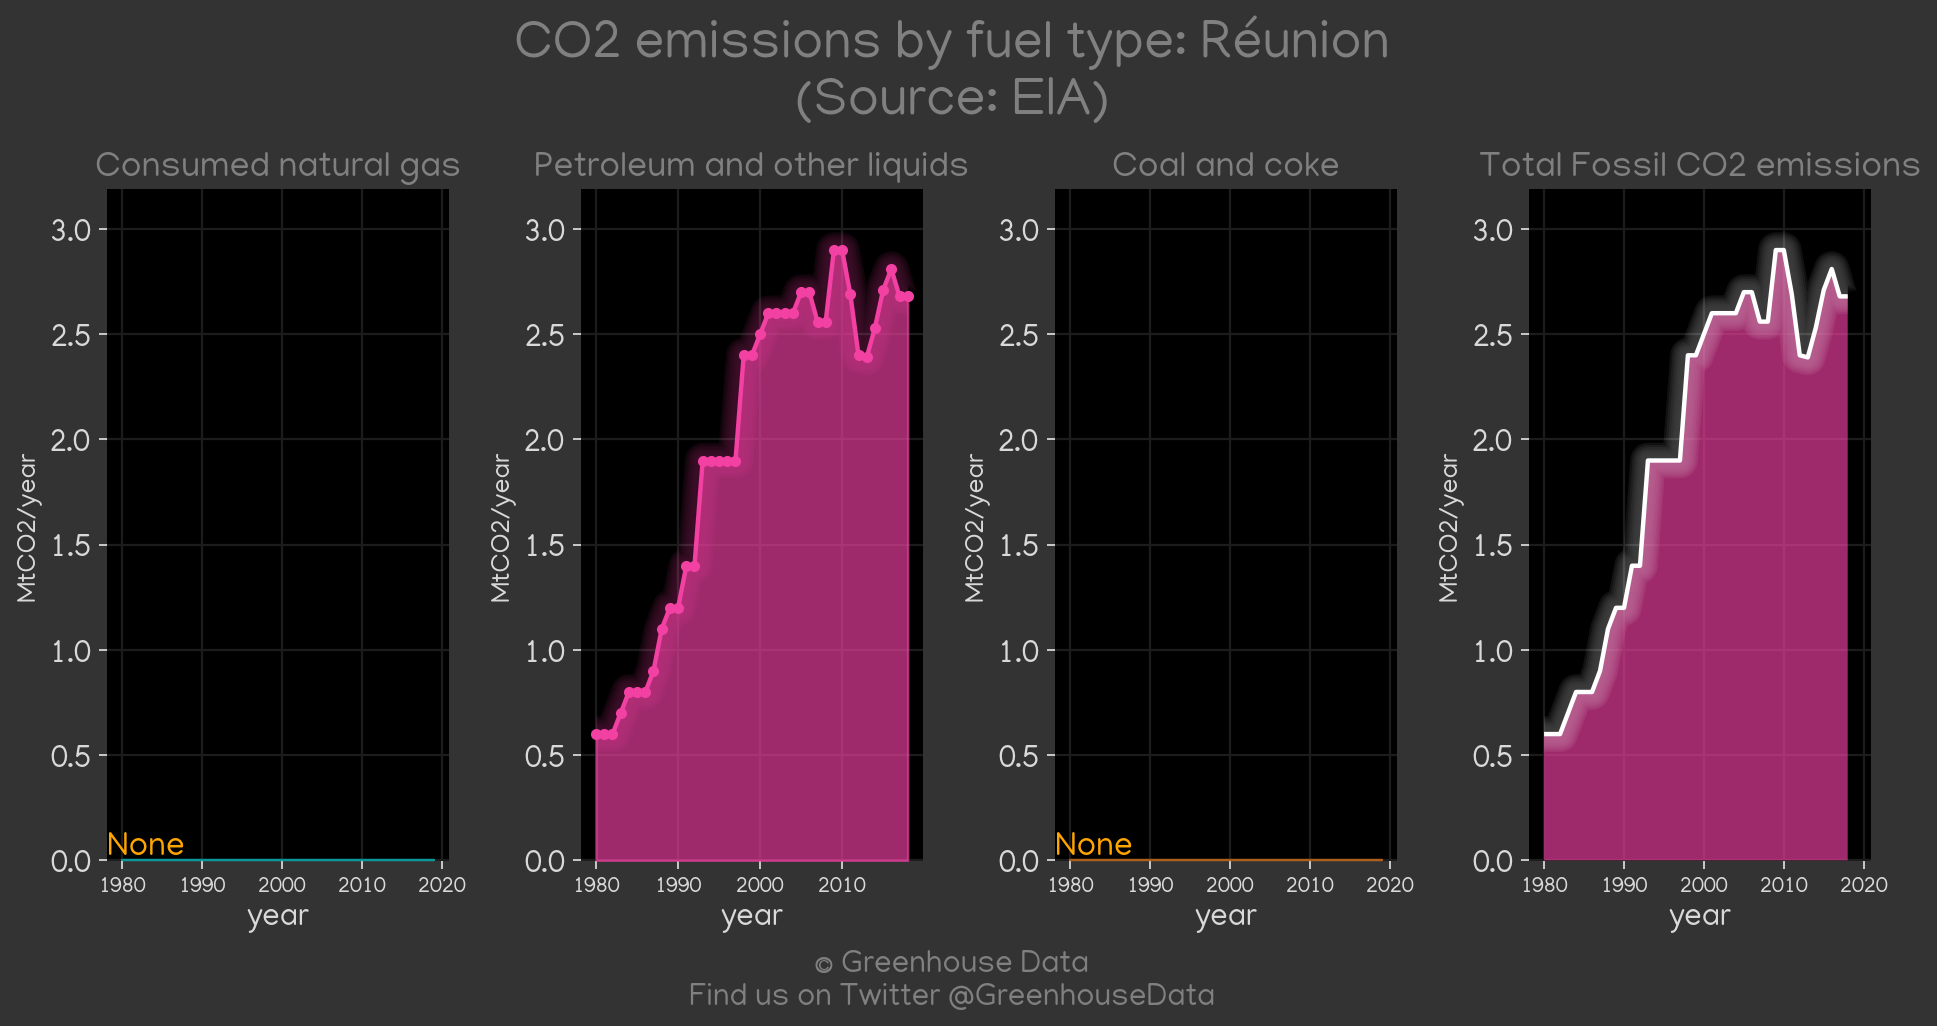 CO2 emissions by fuel type: Réunion
(Source: EIA)
Consumed natural gas
Petroleum and other liquids
Coal and coke
Total Fossil CO2 emissions
3.0
2.5
2.0
1.5
1.0
0.5
0.0
MtCO2/year
None
1980 1990 2000 2010 2020
year
3.0
2.5
2.0
1.5
1.0
0.5
0.0
MtCO2/year
1980 1990 2000 2010
year
3.0
2.5
2.0
1.5
1.0
0.5
0.0
MtCO2/year
None
1980 1990 2000 2010 2020
year
3.0
2.5
2.0
1.5
1.0
0.5
0.0
MtCO2/year
1980 1990 2000 2010 2020
year
© Greenhouse Data
Find us on Twitter @GreenhouseData